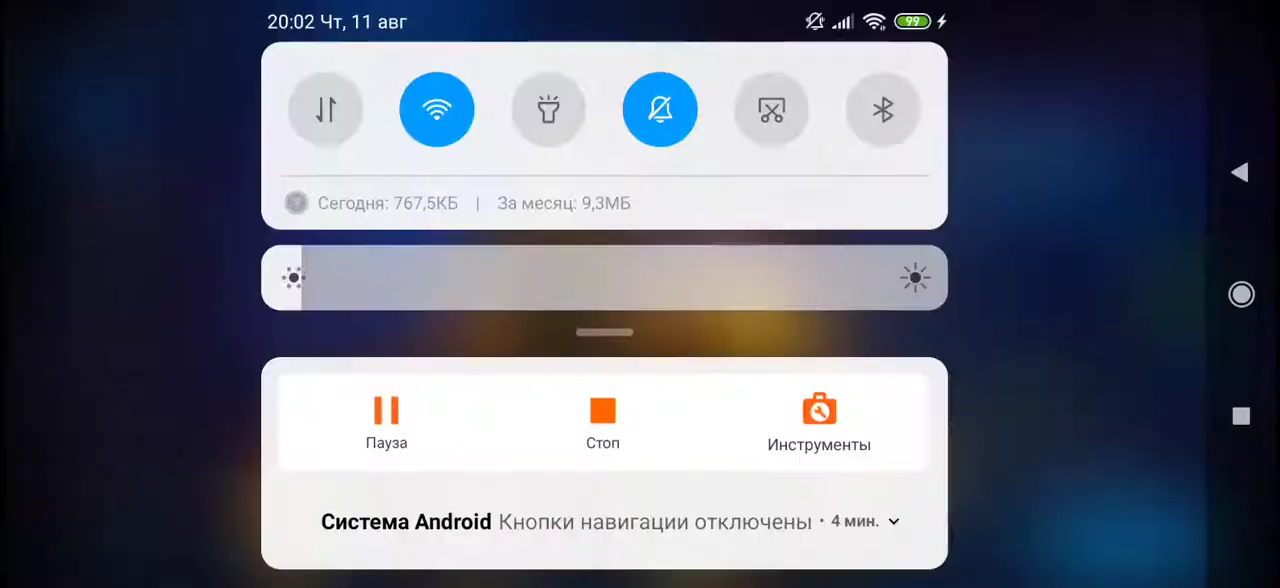 20:02 Чт, 11 авг
99
Сегодня: 767,5КБ | За месяц: 9,3МБ
Пауза
Стоп
Инструменты
Система Android Кнопки навигации отключены · 4 мин.